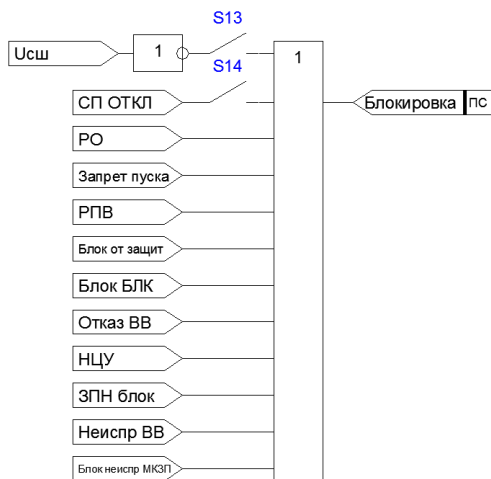 S13
Uсш
1
1
S14
СП ОТКЛ
Блокировка ПС
РО
Запрет пуска
РПВ
Блок от защит
Блок БЛК
Отказ ВВ
НЦУ
ЗПН блок
Неиспр ВВ
Блок неиспр МКЗП